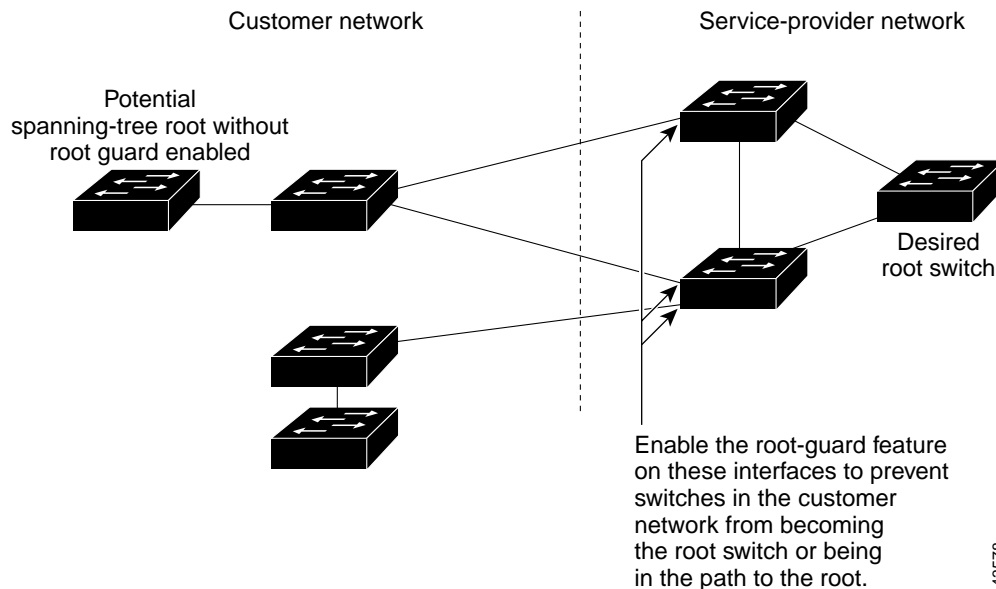 Customer network
Service-provider network
Potential
spanning-tree root without
root guard enabled
Desired
root switch
Enable the root-guard feature
on these interfaces to prevent
switches in the customer
network from becoming
the root switch or being
in the path to the root.